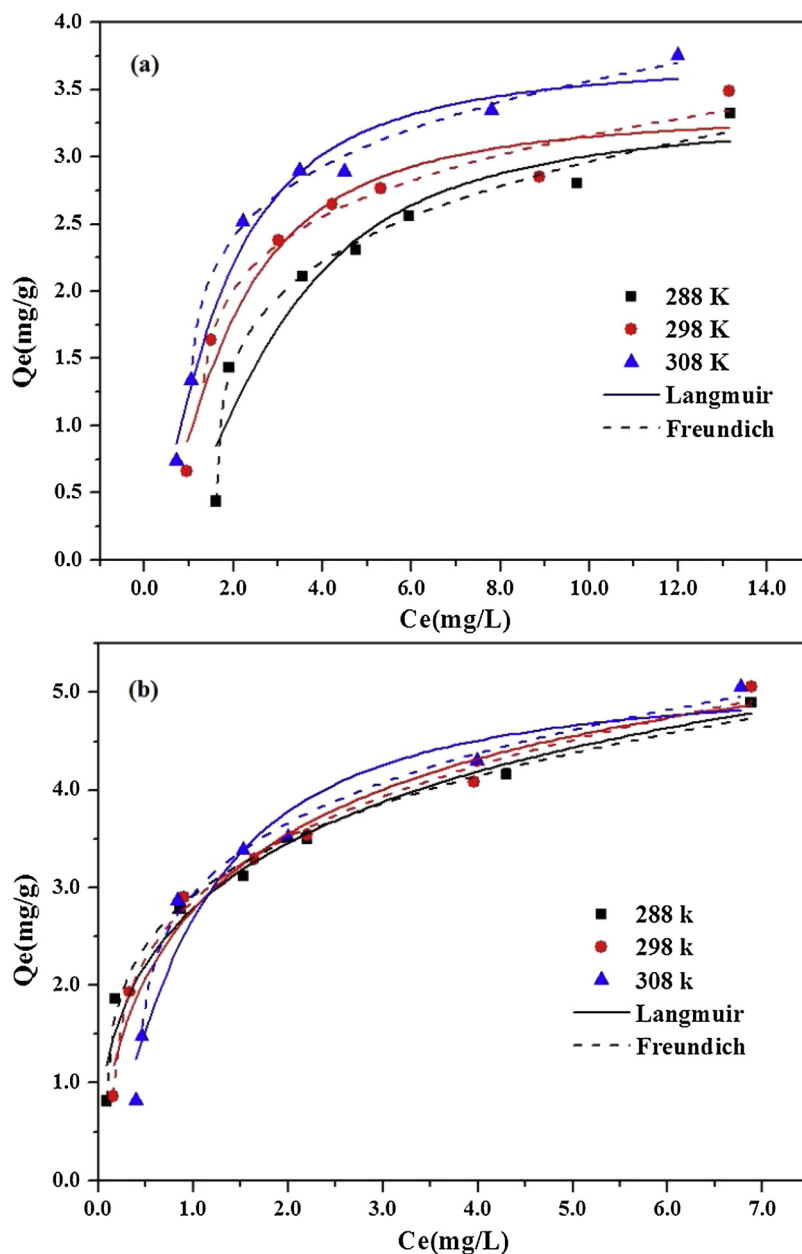 (a)
4.0
3.5
3.0
2.5
2.0
1.5
1.0
0.5
0.0
Qe(mg/g)
288 K
298 K
308 K
Langmuir
Freundich
0.0 2.0 4.0 6.0 8.0 10.0 12.0 14.0
Ce(mg/L)
(b)
5.0
4.0
3.0
2.0
1.0
0.0
Qe(mg/g)
288 k
298 k
308 k
Langmuir
Freundich
0.0 1.0 2.0 3.0 4.0 5.0 6.0 7.0
Ce(mg/L)